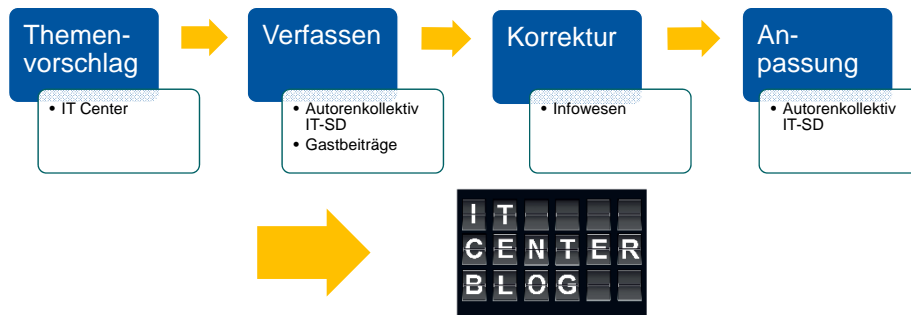 Themen-
vorschlag
• IT Center
Verfassen
• Autorenkollektiv
IT-SD
• Gastbeiträge
Korrektur
• Infowesen
An-
passung
• Autorenkollektiv
IT-SD
IT
CENTER
BLOG